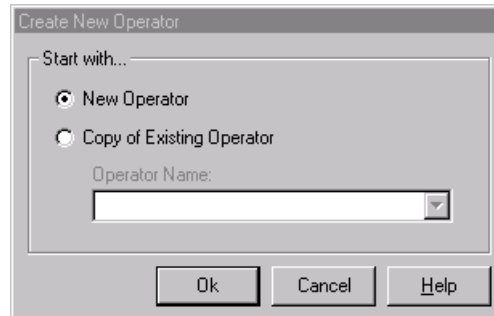 Create New Operator
Start with...
New Operator
Copy of Existing Operator
Operator Name:
Ok Cancel Help